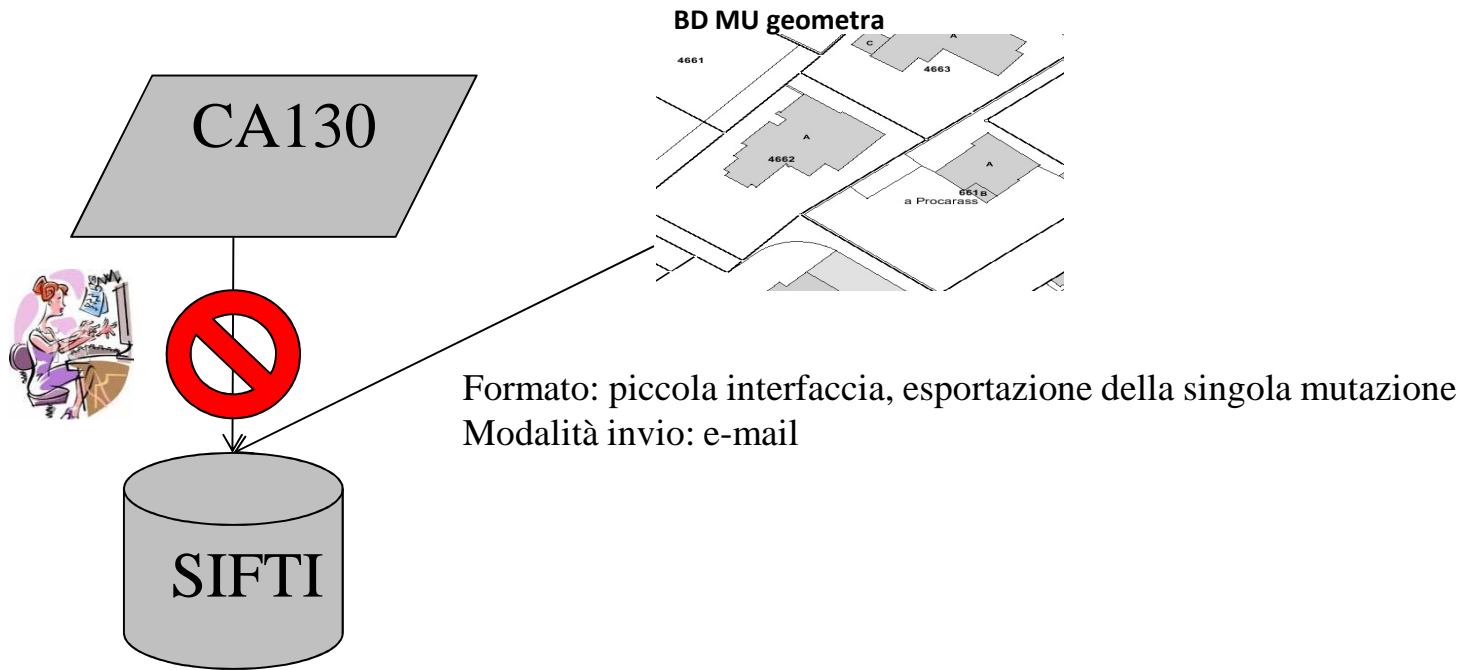 BD MU geometra
CA130
4661
C
A
4663
A
4662
A
661 B
a Procarass
Formato: piccola interfaccia, esportazione della singola mutazione
Modalità invio: e-mail
SIFTI